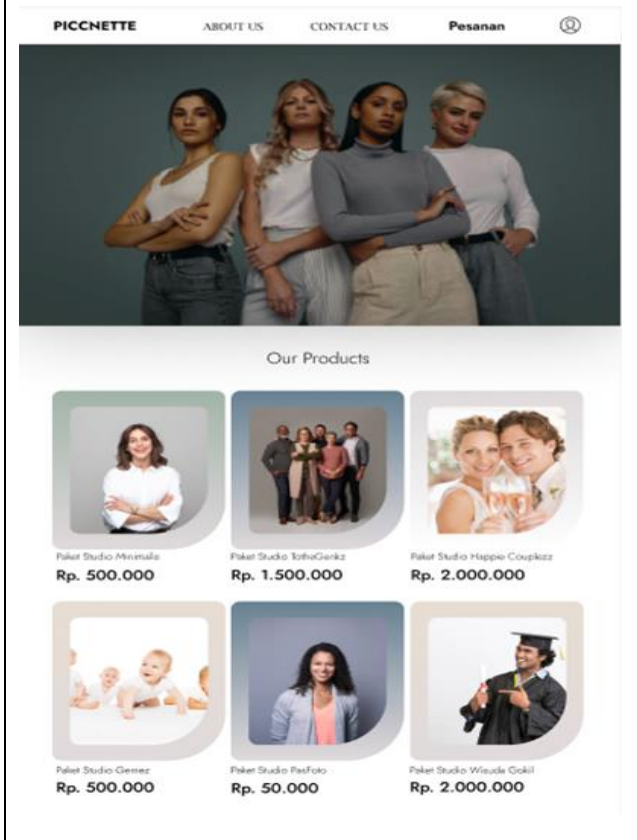 PICCNETTE ABOUT US CONTACT US Pesanan
Our Products
Paket Studio Minimalis
Rp. 500.000
Paket Studio TotheGenkz
Rp. 1.500.000
Paket Studio Happie Couplezz
Rp. 2.000.000
Paket Studio Gemez
Rp. 500.000
Paket Studio PasFoto
Rp. 50.000
Paket Studio Wisuda Gokil
Rp. 2.000.000